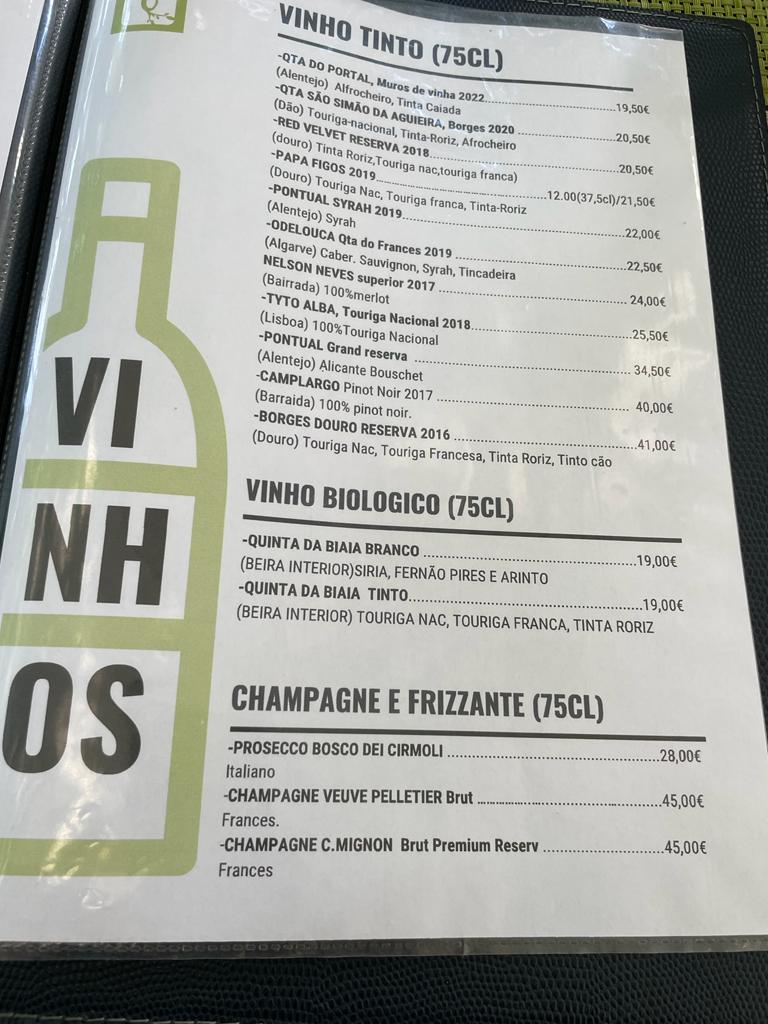 VINHO TINTO (75CL)
-QTA DO PORTAL, Muros de vinha 2022...........................19,50€
(Alentejo) Alfrocheiro, Tinta Caiada
-QTA SÃO SIMÃO DA AGUIEIRA, Borges 2020 ....................20,50€
(Dão) Touriga-nacional, Tinta-Roriz, Afrocheiro
-RED VELVET RESERVA 2018..........................................20,50€
(douro) Tinta Roriz,Touriga nac,touriga franca)
-PAPA FIGOS 2019..........................................12.00(37,5cl)/21,50€
(Douro) Touriga Nac, Touriga franca, Tinta-Roriz
-PONTUAL SYRAH 2019..................................................22,00€
(Alentejo) Syrah
-ODELOUCA Qta do Frances 2019 ....................................22,50€
(Algarve) Caber. Sauvignon, Syrah, Tincadeira
NELSON NEVES superior 2017 ........................................ 24,00€
(Bairrada) 100%merlot
-TYTO ALBA, Touriga Nacional 2018..................................25,50€
(Lisboa) 100%Touriga Nacional
-PONTUAL Grand reserva .............................................. 34,50€
(Alentejo) Alicante Bouschet
-CAMPLARGO Pinot Noir 2017 ........................................ 40,00€
(Barraida) 100% pinot noir.
-BORGES DOURO RESERVA 2016 ......................................41,00€
(Douro) Touriga Nac, Touriga Francesa, Tinta Roriz, Tinto cão
VINHO BIOLOGICO (75CL)
-QUINTA DA BIAIA BRANCO ............................................19,00€
(BEIRA INTERIOR)SIRIA, FERNÃO PIRES E ARINTO
-QUINTA DA BIAIA TINTO................................................19,00€
(BEIRA INTERIOR) TOURIGA NAC, TOURIGA FRANCA, TINTA RORIZ
CHAMPAGNE E FRIZZANTE (75CL)
-PROSECCO BOSCO DEI CIRMOLI ............................................28,00€
Italiano
-CHAMPAGNE VEUVE PELLETIER Brut ......................................45,00€
Frances.
-CHAMPAGNE C.MIGNON Brut Premium Reserv .........................45,00€
Frances
VI
NH
OS